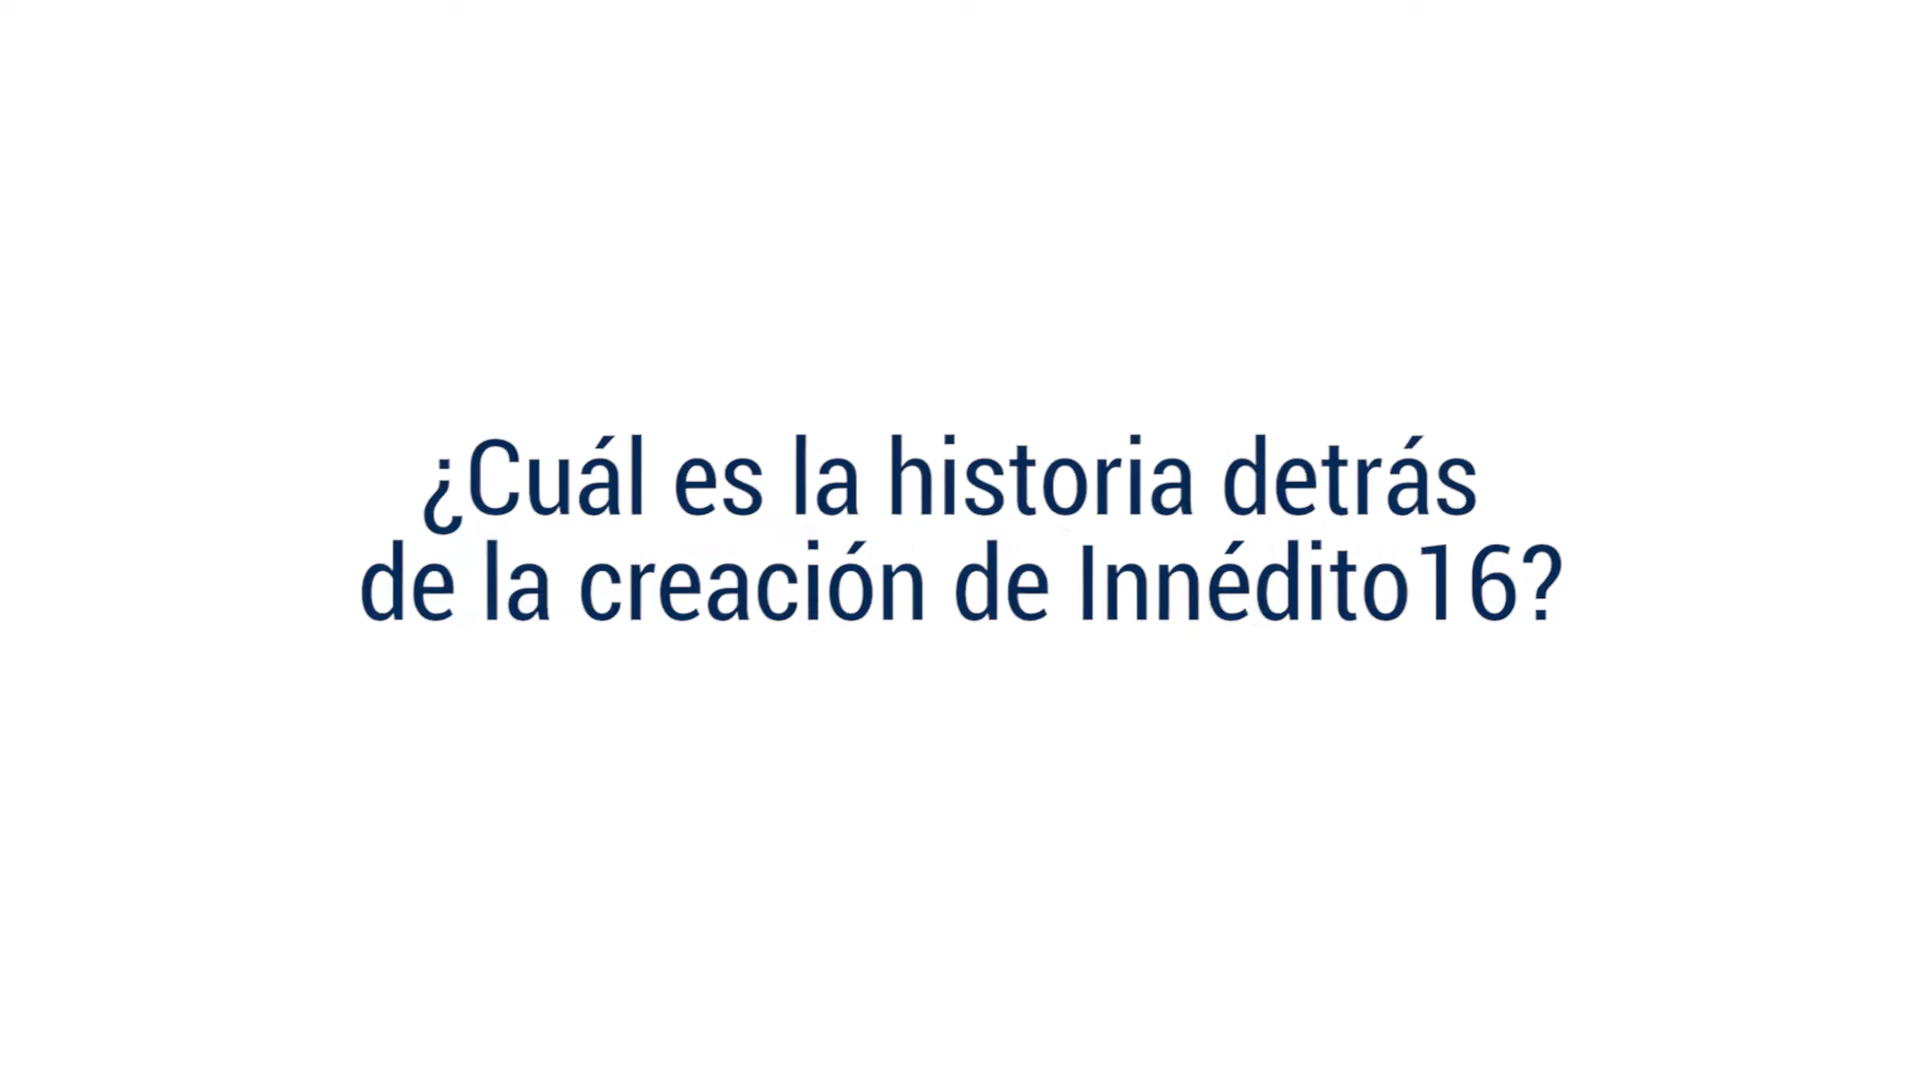 ¿Cuál es la historia detrás
de la creación de Innédito16?